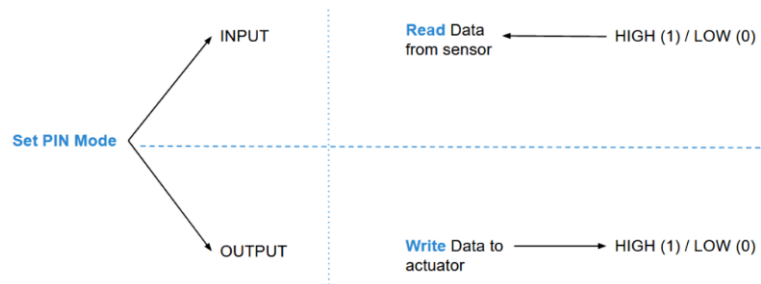 INPUT
Read Data
from sensor
HIGH (1) / LOW (0)
Set PIN Mode
OUTPUT
Write Data to
actuator
HIGH (1) / LOW (0)